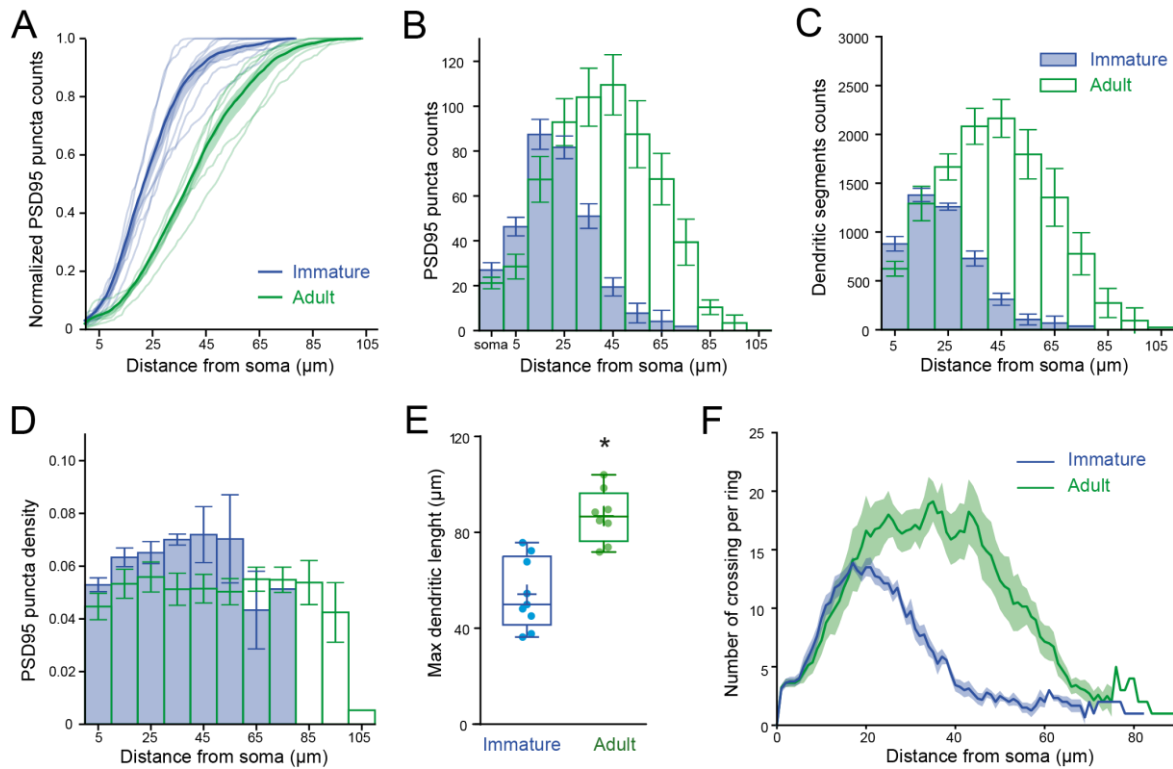 A
Normalized PSD95 puncta counts
1.0
0.8
0.6
0.4
0.2
0
Immature
Adult
5 25 45 65 85 105
Distance from soma (µm)
B
PSD95 puncta counts
120
100
80
60
40
20
0
soma 5 25 45 65 85 105
Distance from soma (µm)
C
Dendritic segments counts
3000
2500
2000
1500
1000
500
0
Immature
Adult
5 25 45 65 85 105
Distance from soma (µm)
D
PSD95 puncta density
0.10
0.08
0.06
0.04
0.02
0
5 25 45 65 85 105
Distance from soma (µm)
E
Max dendritic lenght (µm)
120
80
40
0
*
Immature Adult
F
Number of crossing per ring
25
20
15
10
5
0
Immature
Adult
0 20 40 60 80
Distance from soma (µm)